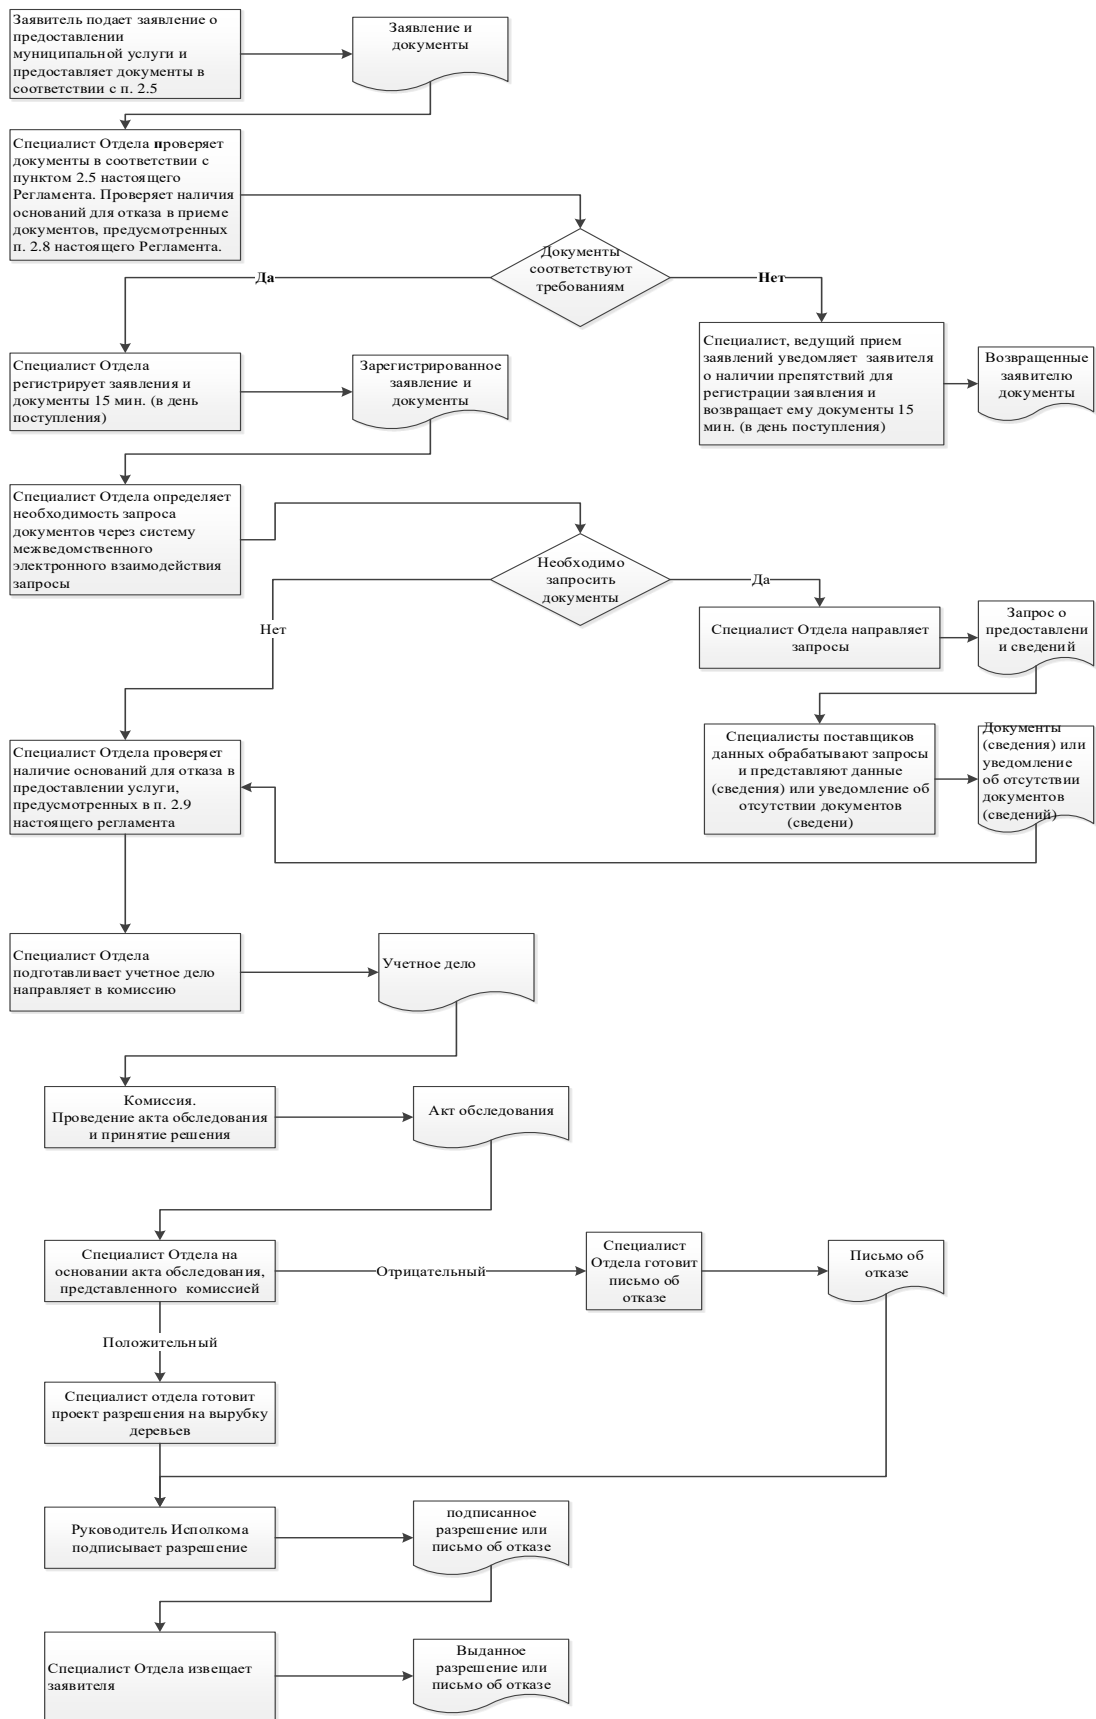 Заявитель подает заявление о
предоставлении
муниципальной услуги и
предоставляет документы в
соответствии с п. 2.5
Заявление и
документы
Специалист Отдела проверяет
документы в соответствии с
пунктом 2.5 настоящего
Регламента. Проверяет наличия
оснований для отказа в приеме
документов, предусмотренных
п. 2.8 настоящего Регламента.
Документы
соответствуют
требованиям
Да
Нет
Специалист Отдела
регистрирует заявления и
документы 15 мин. (в день
поступления)
Зарегистрированное
заявление и
документы
Специалист, ведущий прием
заявлений уведомляет заявителя
о наличии препятствий для
регистрации заявления и
возвращает ему документы 15
мин. (в день поступления)
Возвращенные
заявителю
документы
Специалист Отдела определяет
необходимость запроса
документов через систему
межведомственного
электронного взаимодействия
запросы
Необходимо
запросить
документы
Да
Нет
Специалист Отдела направляет
запросы
Запрос о
предоставлени
и сведений
Специалист Отдела проверяет
наличие оснований для отказа в
предоставлении услуги,
предусмотренных в п. 2.9
настоящего регламента
Специалисты поставщиков
данных обрабатывают запросы
и представляют данные
(сведения) или уведомление об
отсутствии документов
(сведени)
Документы
(сведения) или
уведомление
об отсутствии
документов
(сведений)
Специалист Отдела
подготавливает учетное дело
направляет в комиссию
Учетное дело
Комиссия.
Проведение акта обследования
и принятие решения
Акт обследования
Специалист Отдела на
основании акта обследования,
представленного комиссией
Отрицательный
Специалист
Отдела готовит
письмо об
отказе
Письмо об
отказе
Положительный
Специалист отдела готовит
проект разрешения на вырубку
деревьев
Руководитель Исполкома
подписывает разрешение
подписанное
разрешение или
письмо об отказе
Специалист Отдела извещает
заявителя
Выданное
разрешение или
письмо об отказе